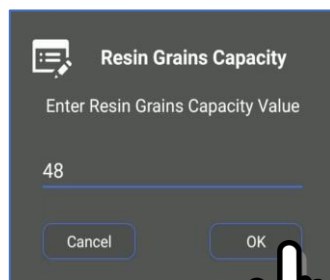 Resin Grains Capacity
Enter Resin Grains Capacity Value
48
Cancel
OK